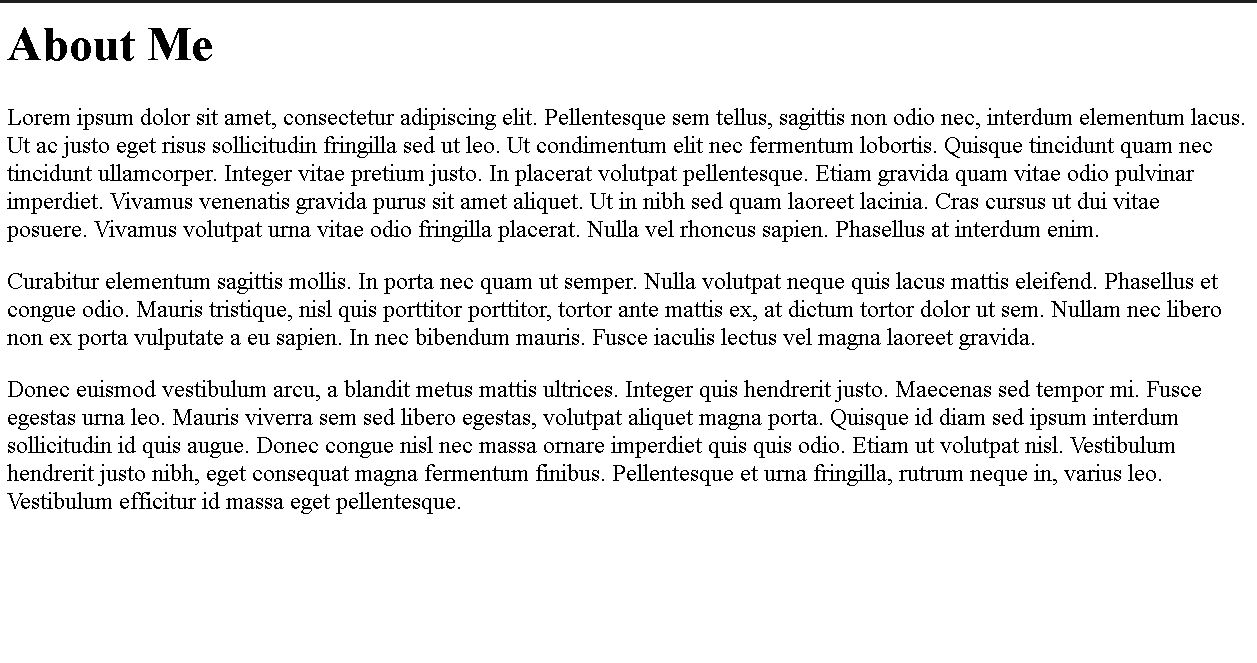 About Me
Lorem ipsum dolor sit amet, consectetur adipiscing elit. Pellentesque sem tellus, sagittis non odio nec, interdum elementum lacus.
Ut ac justo eget risus sollicitudin fringilla sed ut leo. Ut condimentum elit nec fermentum lobortis. Quisque tincidunt quam nec
tincidunt ullamcorper. Integer vitae pretium justo. In placerat volutpat pellentesque. Etiam gravida quam vitae odio pulvinar
imperdiet. Vivamus venenatis gravida purus sit amet aliquet. Ut in nibh sed quam laoreet lacinia. Cras cursus ut dui vitae
posuere. Vivamus volutpat urna vitae odio fringilla placerat. Nulla vel rhoncus sapien. Phasellus at interdum enim.
Curabitur elementum sagittis mollis. In porta nec quam ut semper. Nulla volutpat neque quis lacus mattis eleifend. Phasellus et
congue odio. Mauris tristique, nisl quis porttitor porttitor, tortor ante mattis ex, at dictum tortor dolor ut sem. Nullam nec libero
non ex porta vulputate a eu sapien. In nec bibendum mauris. Fusce iaculis lectus vel magna laoreet gravida.
Donec euismod vestibulum arcu, a blandit metus mattis ultrices. Integer quis hendrerit justo. Maecenas sed tempor mi. Fusce
egestas urna leo. Mauris viverra sem sed libero egestas, volutpat aliquet magna porta. Quisque id diam sed ipsum interdum
sollicitudin id quis augue. Donec congue nisl nec massa ornare imperdiet quis quis odio. Etiam ut volutpat nisl. Vestibulum
hendrerit justo nibh, eget consequat magna fermentum finibus. Pellentesque et urna fringilla, rutrum neque in, varius leo.
Vestibulum efficitur id massa eget pellentesque.